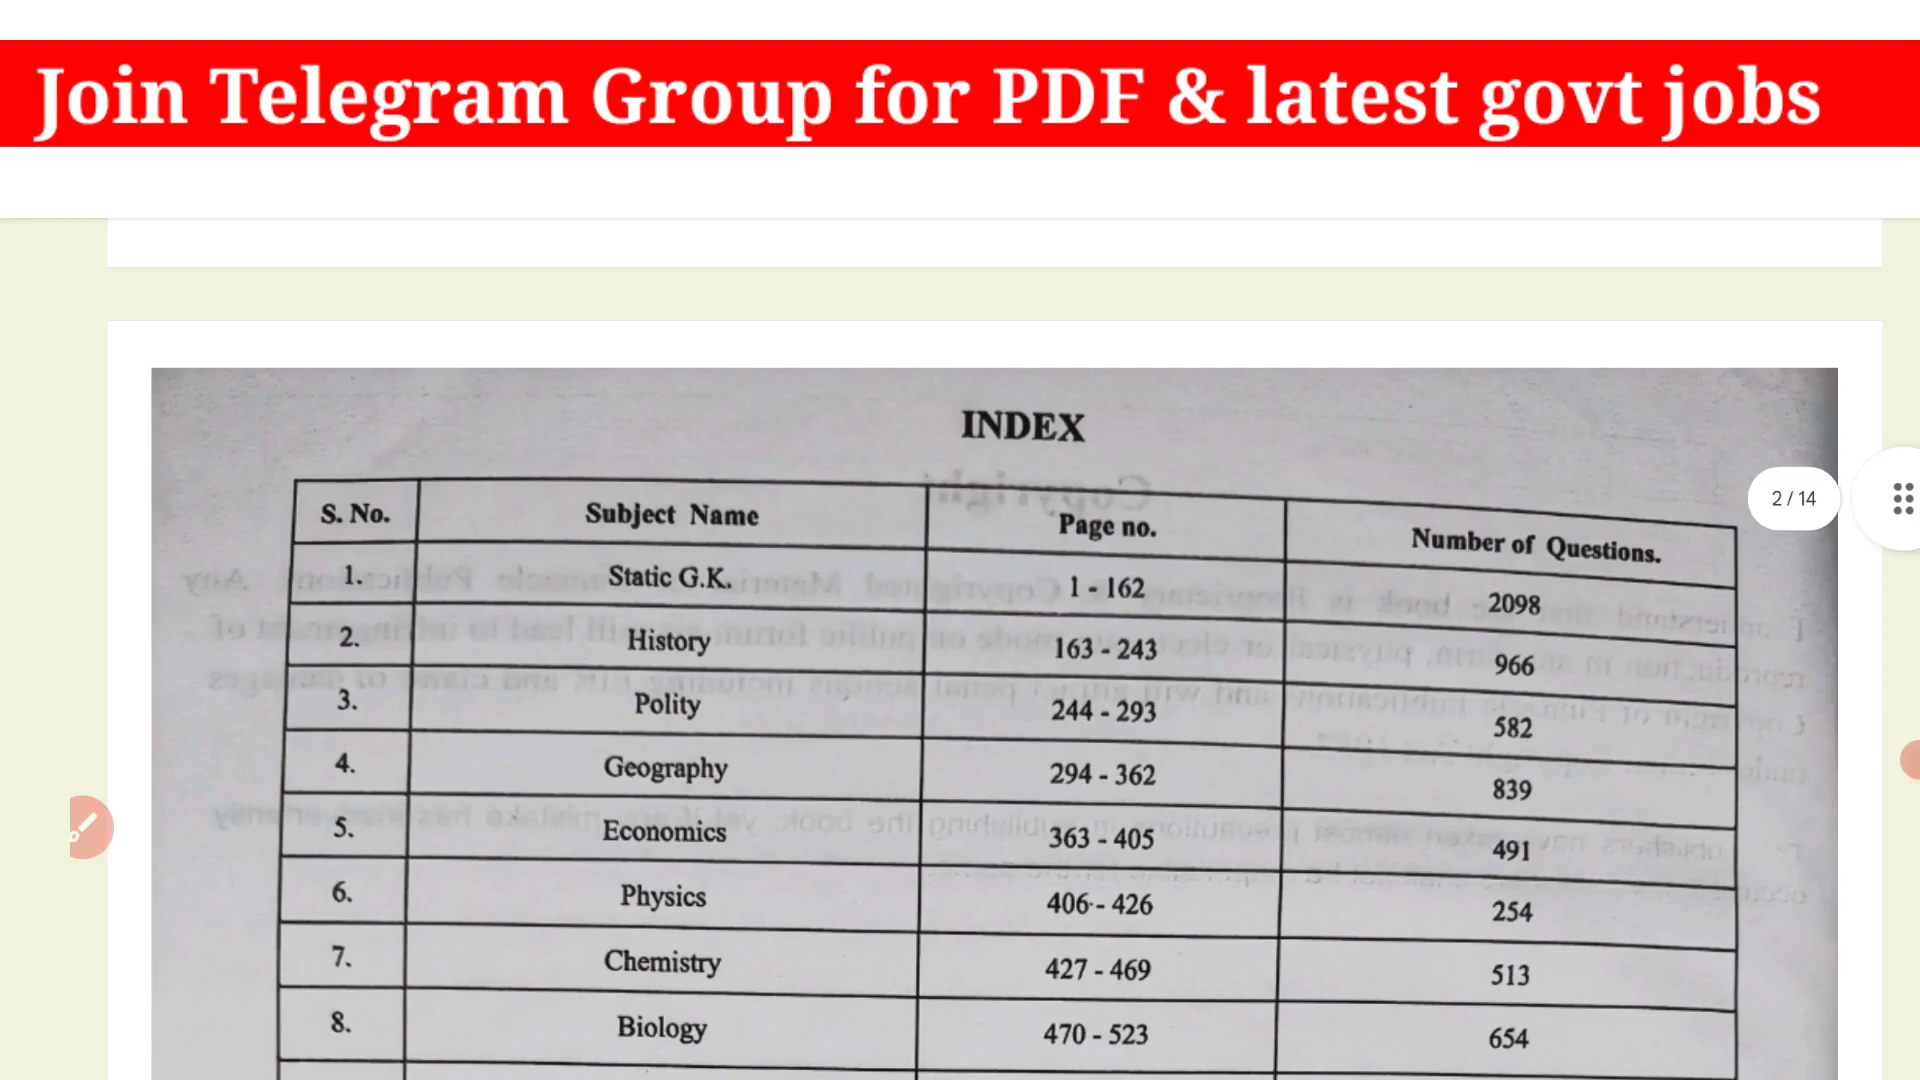 Join Telegram Group for PDF & latest govt jobs
INDEX
S. No. Subject Name Page no. Number of Questions.
1. Static G.K. 1 - 162 2098
2. History 163 - 243 966
3. Polity 244 - 293 582
4. Geography 294 - 362 839
5. Economics 363 - 405 491
6. Physics 406 - 426 254
7. Chemistry 427 - 469 513
8. Biology 470 - 523 654
2 / 14